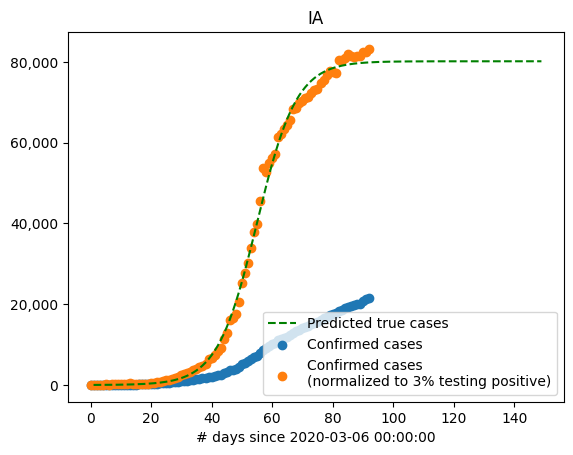 IA
80,000
60,000
40,000
20,000
0
Predicted true cases
Confirmed cases
Confirmed cases
(normalized to 3% testing positive)
0 20 40 60 80 100 120 140
# days since 2020-03-06 00:00:00